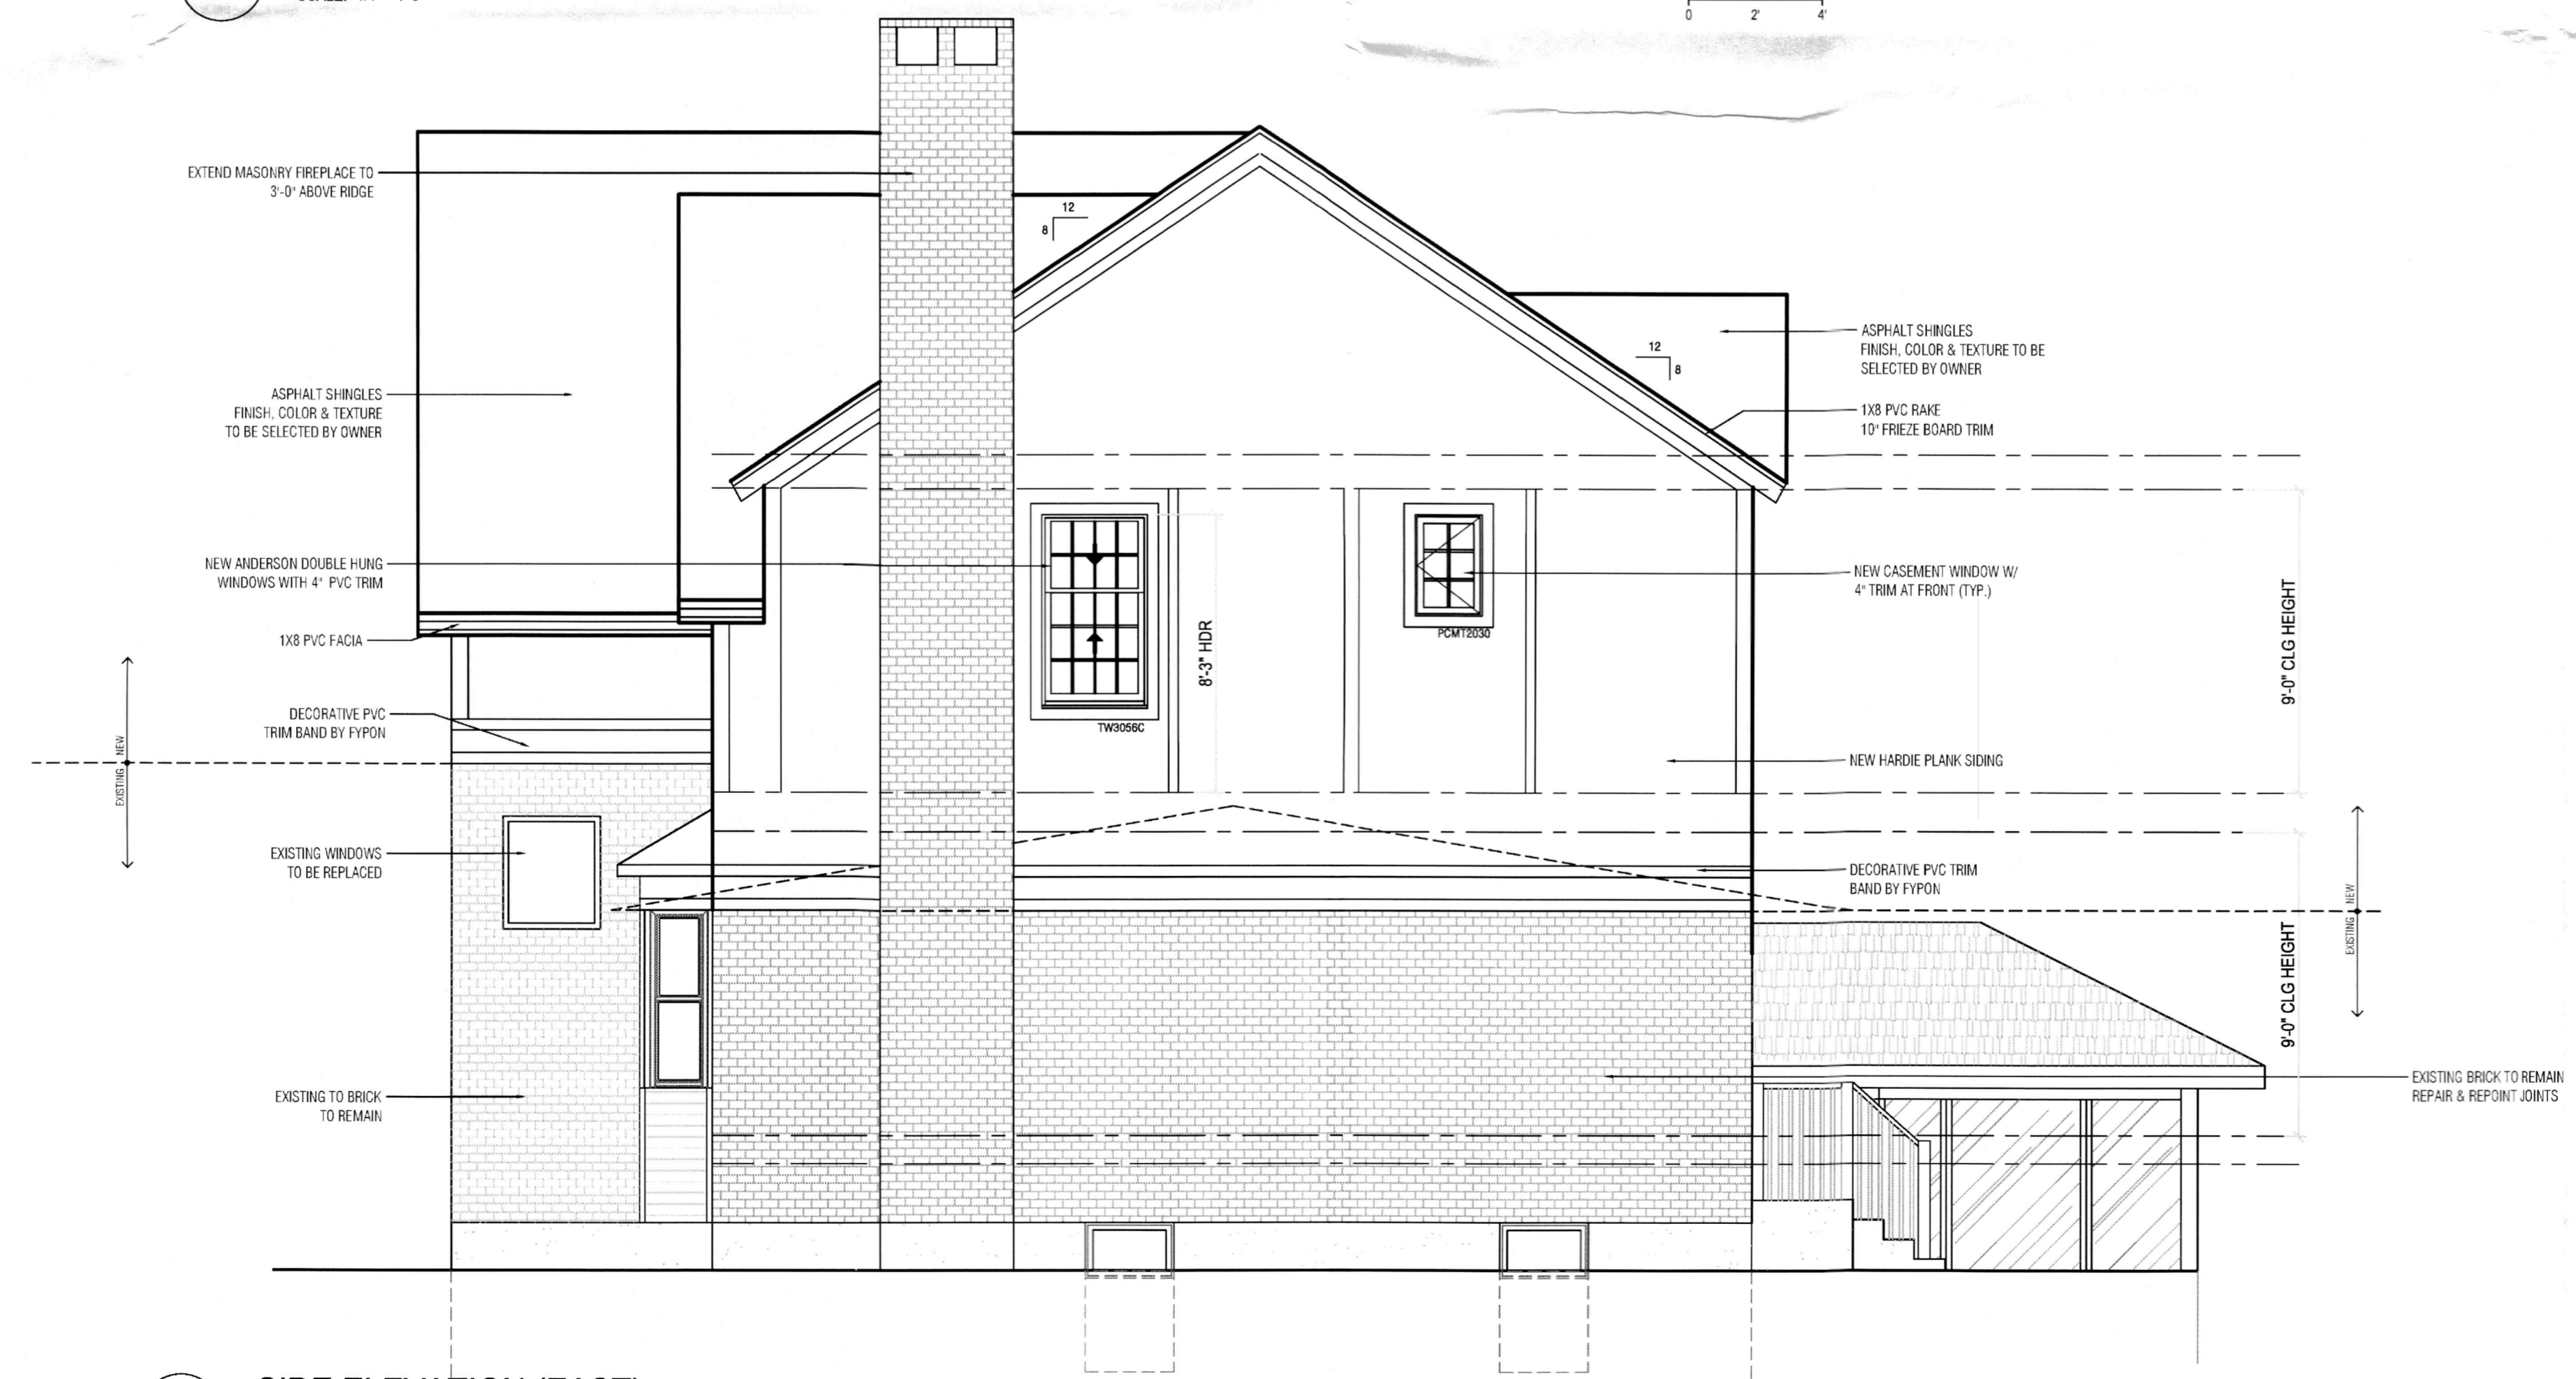 0 2' 4'
EXTEND MASONRY FIREPLACE TO
3'-0" ABOVE RIDGE
12
8
ASPHALT SHINGLES
FINISH, COLOR & TEXTURE TO BE
SELECTED BY OWNER
12
8
1X8 PVC RAKE
10" FRIEZE BOARD TRIM
ASPHALT SHINGLES
FINISH, COLOR & TEXTURE
TO BE SELECTED BY OWNER
NEW ANDERSON DOUBLE HUNG
WINDOWS WITH 4" PVC TRIM
NEW CASEMENT WINDOW W/
4" TRIM AT FRONT (TYP.)
PCMT2030
8'-3" HDR
9'-0" CLG HEIGHT
1X8 PVC FACIA
TW3056C
DECORATIVE PVC
TRIM BAND BY FYPON
NEW
EXISTING
NEW HARDIE PLANK SIDING
EXISTING WINDOWS
TO BE REPLACED
DECORATIVE PVC TRIM
BAND BY FYPON
NEW
EXISTING
9'-0" CLG HEIGHT
EXISTING TO BRICK
TO REMAIN
EXISTING BRICK TO REMAIN
REPAIR & REPOINT JOINTS
SIDE ELEVATION (EAST)